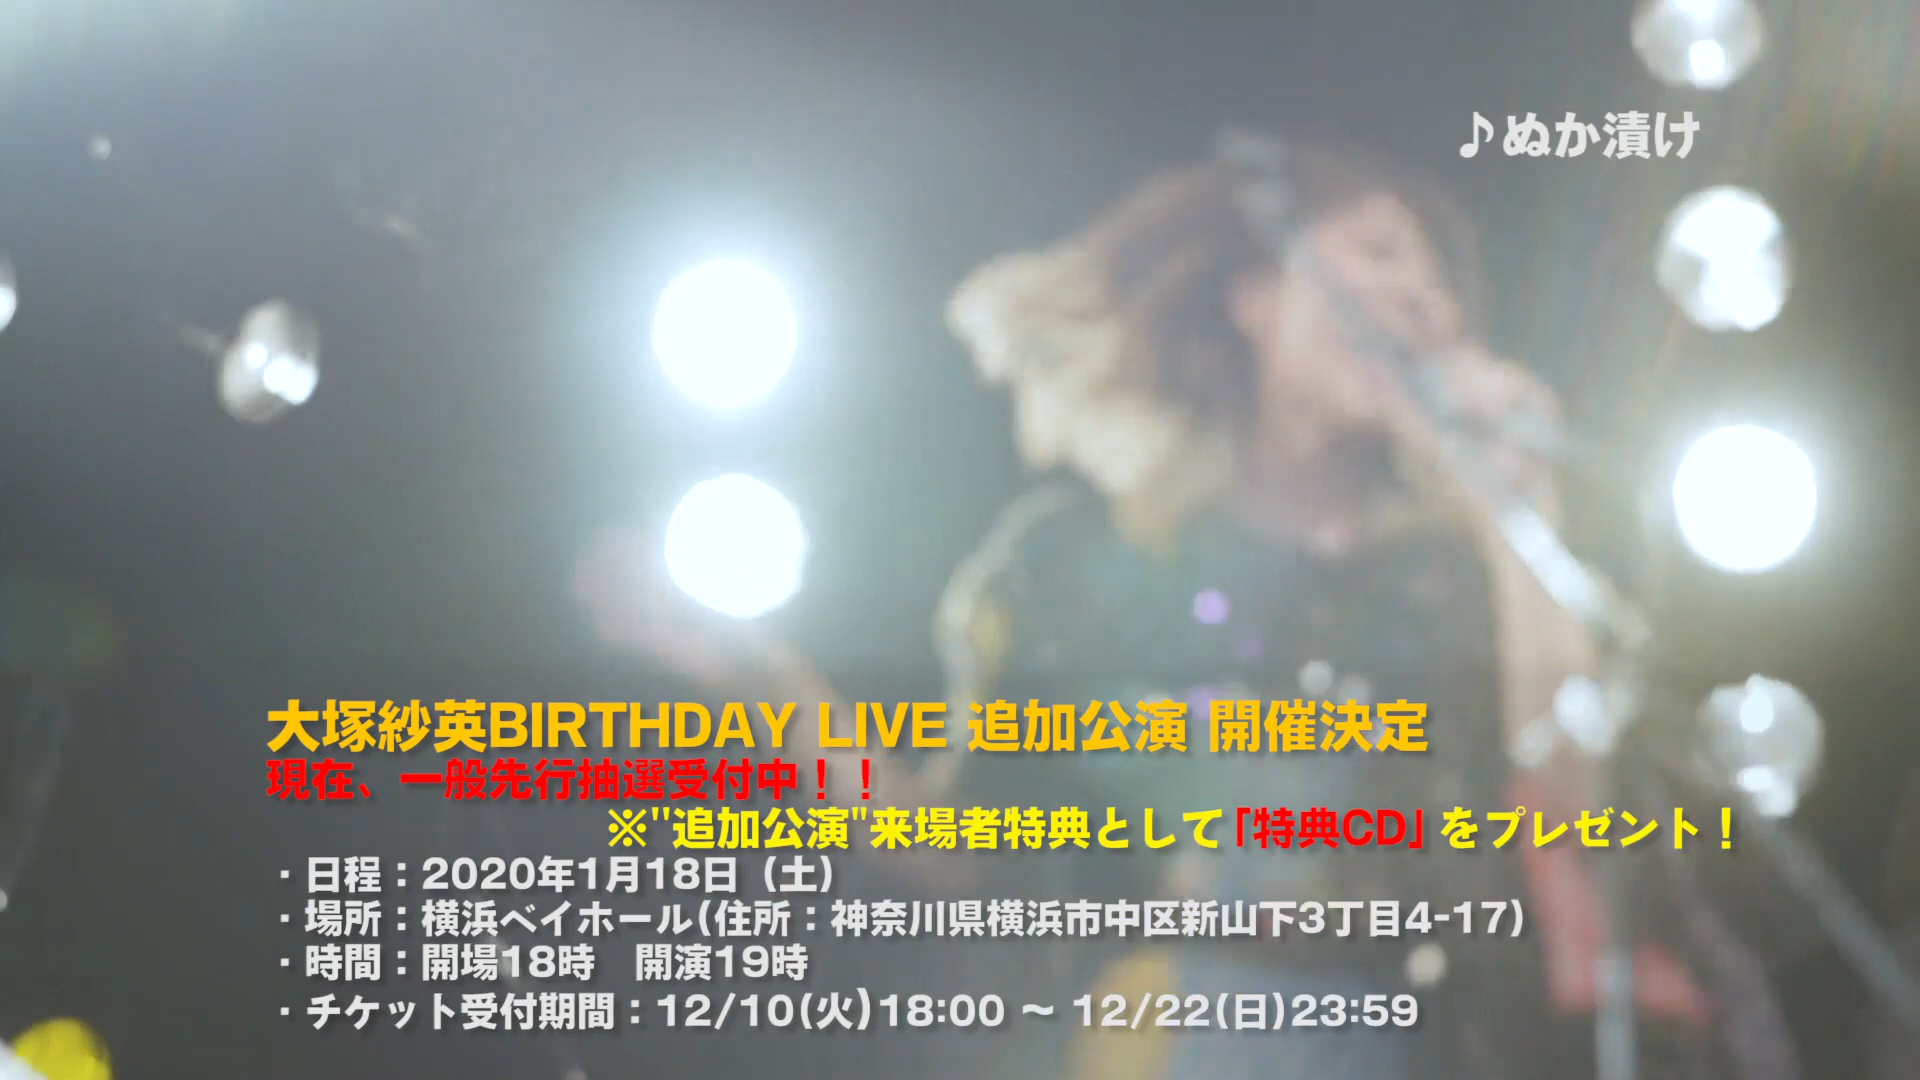 ♪ぬか漬け
大塚紗英BIRTHDAY LIVE 追加公演 開催決定
現在、一般先行抽選受付中！！
※"追加公演"来場者特典として「特典CD」をプレゼント！
・日程：2020年1月18日（土）
・場所：横浜ベイホール(住所：神奈川県横浜市中区新山下3丁目4-17)
・時間：開場18時　開演19時
・チケット受付期間：12/10(火)18:00 ～ 12/22(日)23:59